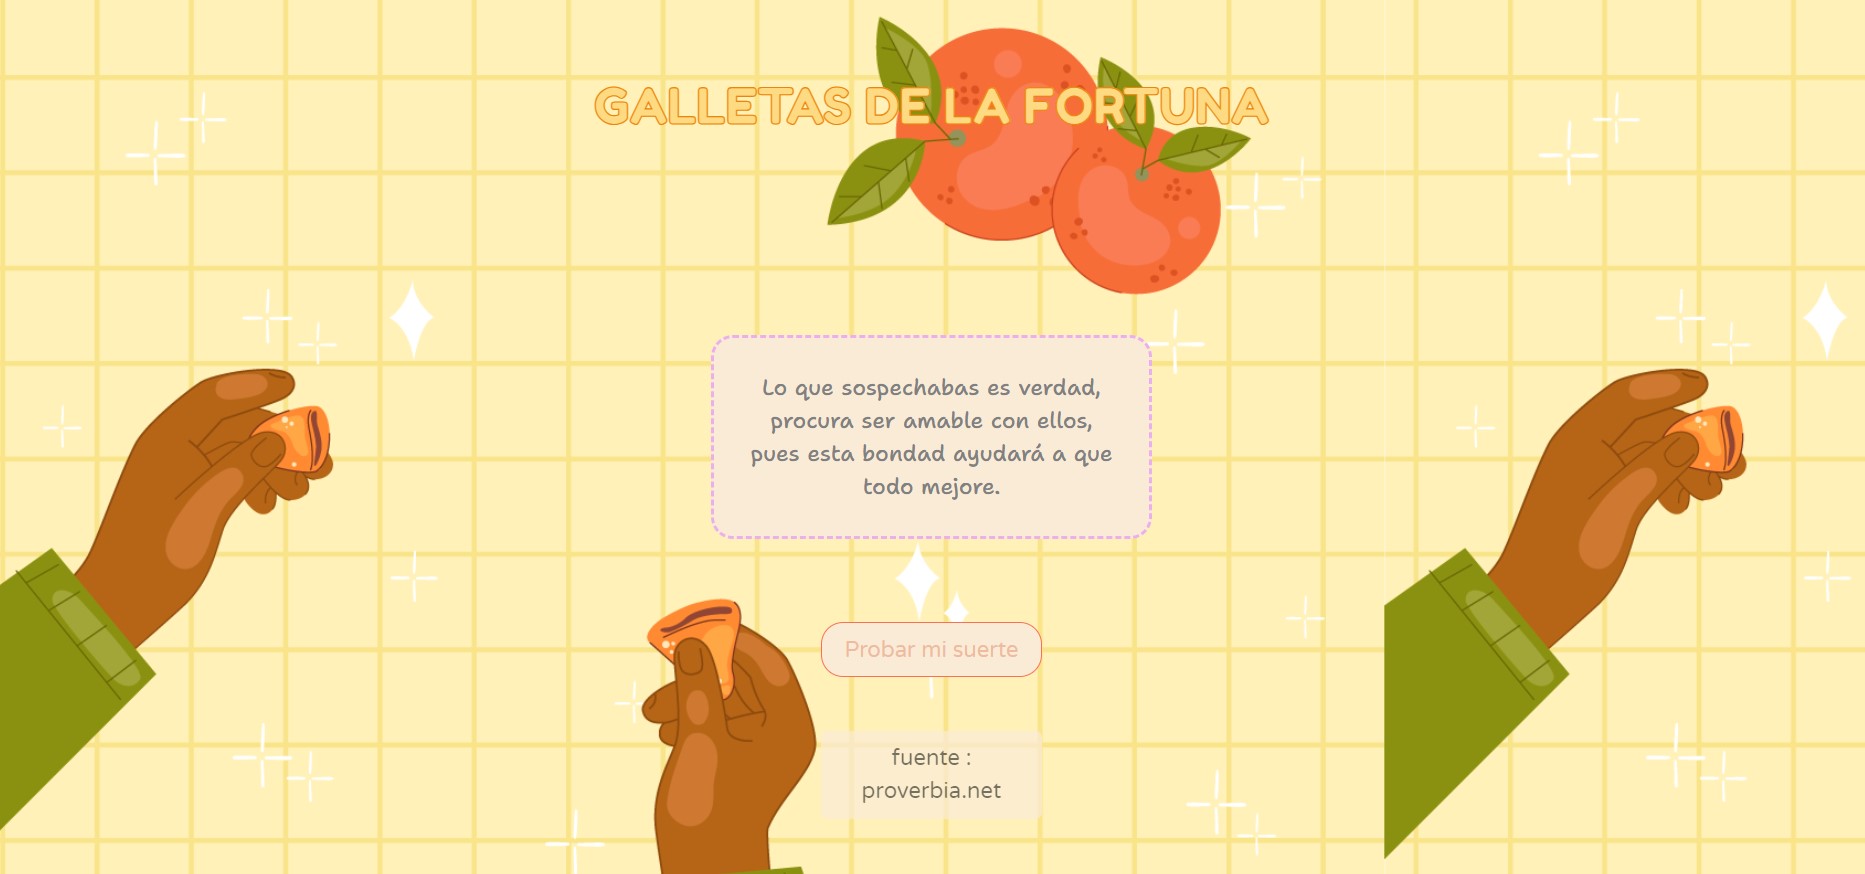 GALLETAS DE LA FORTUNA
Lo que sospechabas es verdad,
procura ser amable con ellos,
pues esta bondad ayudará a que
todo mejore.
Probar mi suerte
fuente :
proverbia.net